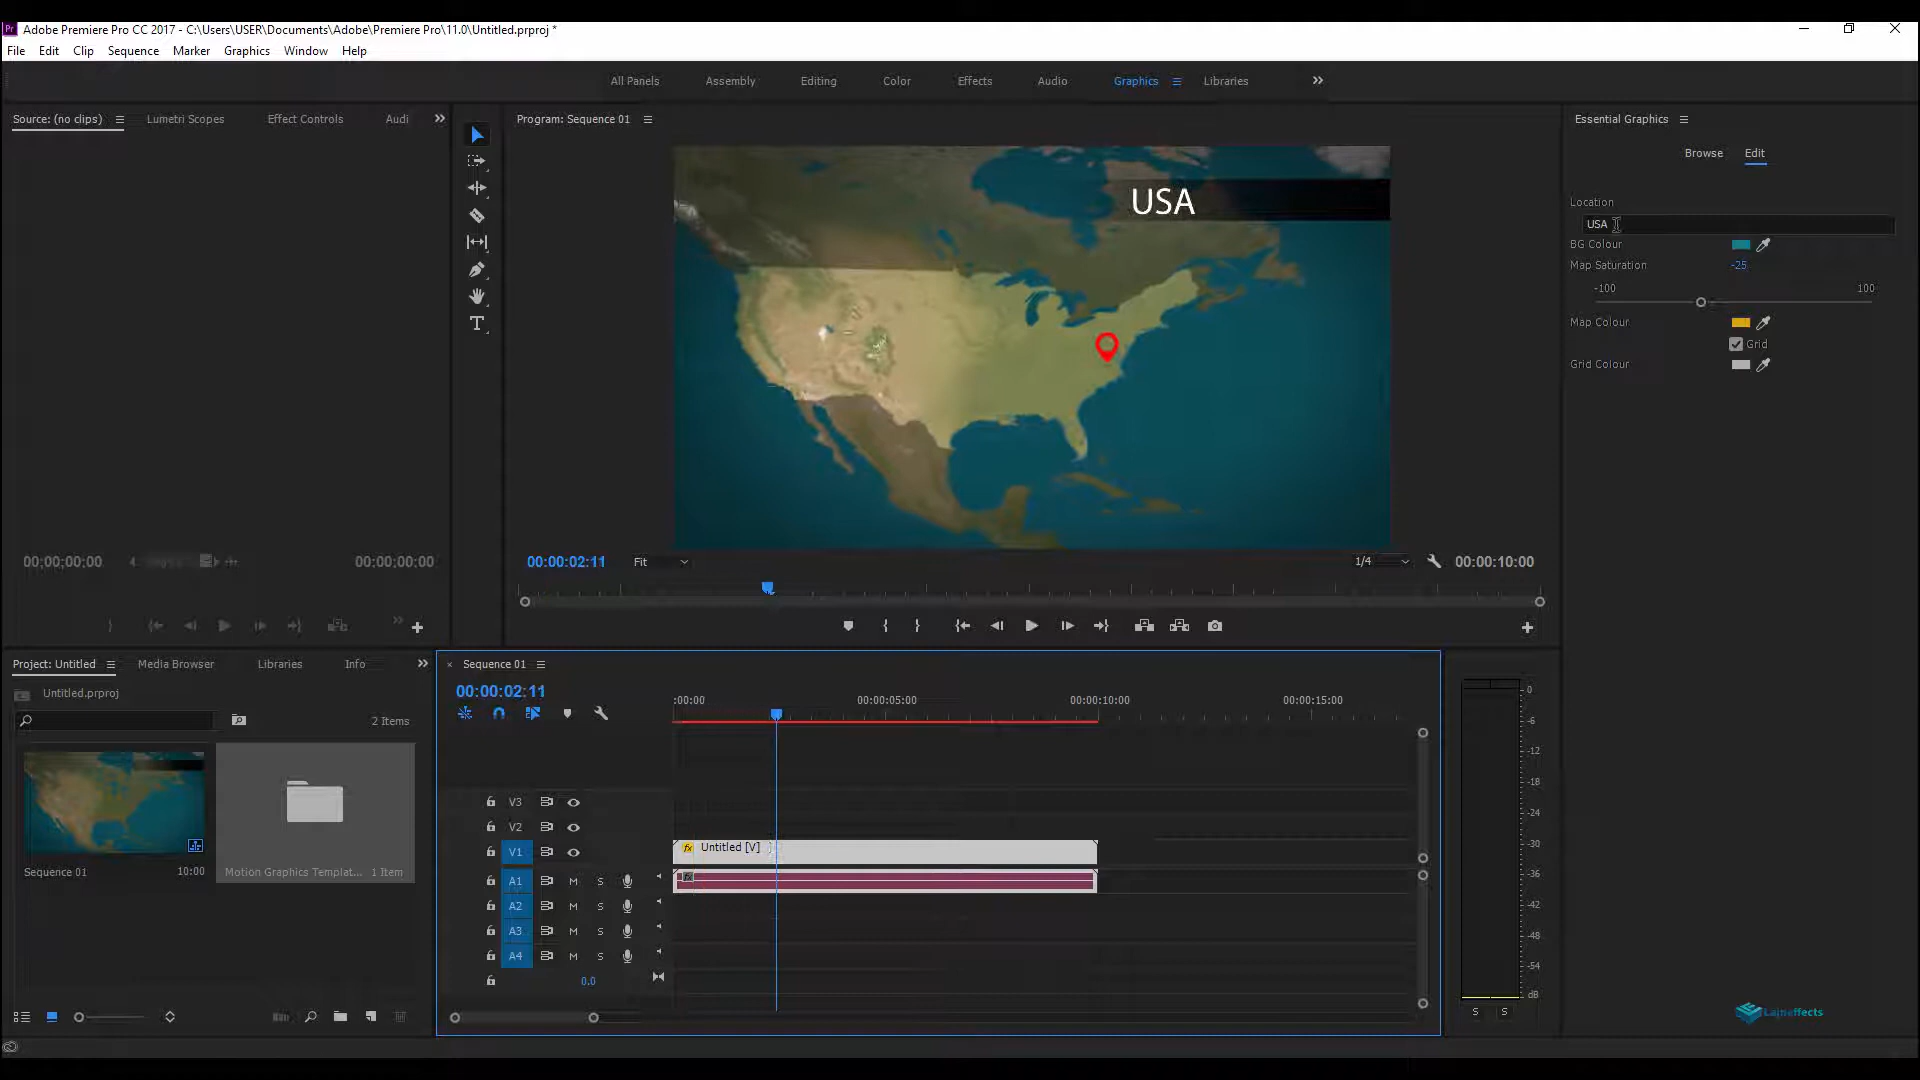 Pr Adobe Premiere Pro CC 2017 - C:\Users\USER\Documents\Adobe\Premiere Pro\11.0\Untitled.prproj *
File Edit Clip Sequence Marker Graphics Window Help
All Panels Assembly Editing Color Effects Audio Graphics Libraries
Source: (no clips) Lumetri Scopes Effect Controls Audi
Program: Sequence 01
Essential Graphics
Browse Edit
USA
Location
USA
BG Colour
Map Saturation -25
-100 100
Map Colour
Grid
Grid Colour
00;00;00;00 00;00;00;00
00:00:02:11 Fit 1/4 00:00:10:00
Project: Untitled Media Browser Libraries Info
Untitled.prproj
2 Items
Sequence 01 10:00
Motion Graphics Templat... 1 Item
Sequence 01
00:00:02:11
:00:00 00:00:05:00 00:00:10:00 00:00:15:00
V3
V2
V1 fx Untitled [V]
A1 M S fx
A2 M S
A3 M S
A4 M S
0.0
0
-6
-12
-18
-24
-30
-36
-42
-48
-54
dB
S S
Lajneffects